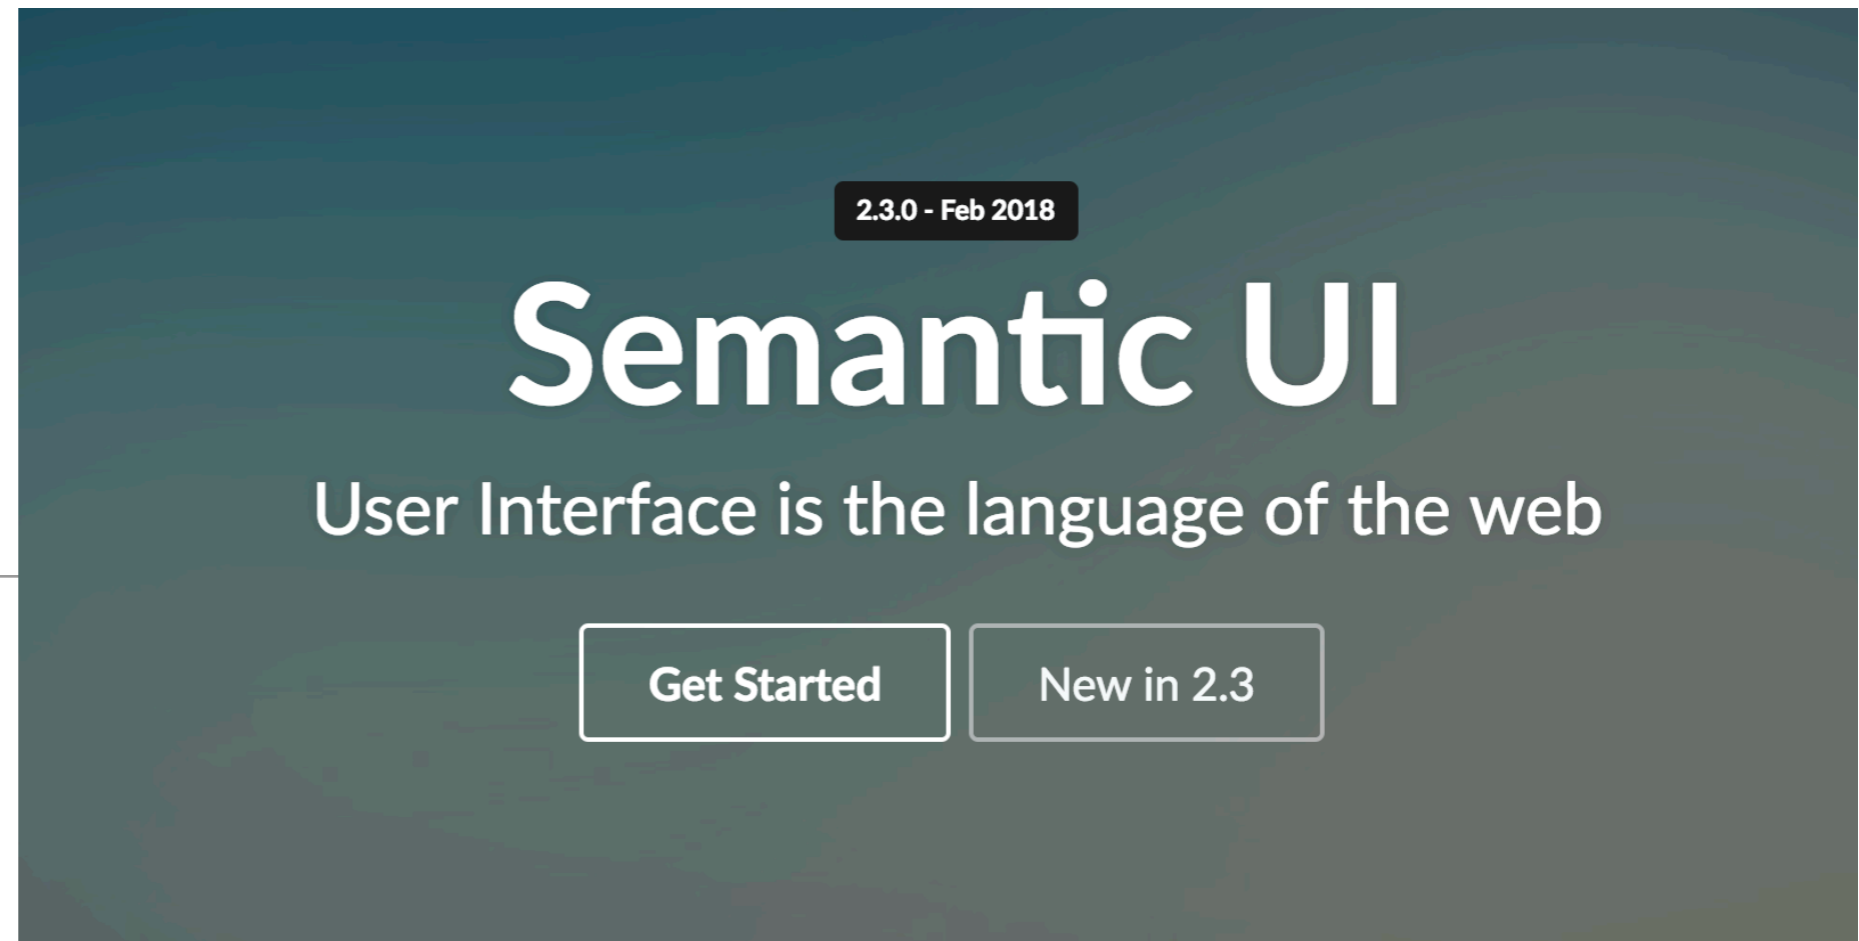 2.3.0 - Feb 2018
Semantic UI
User Interface is the language of the web
Get Started
New in 2.3